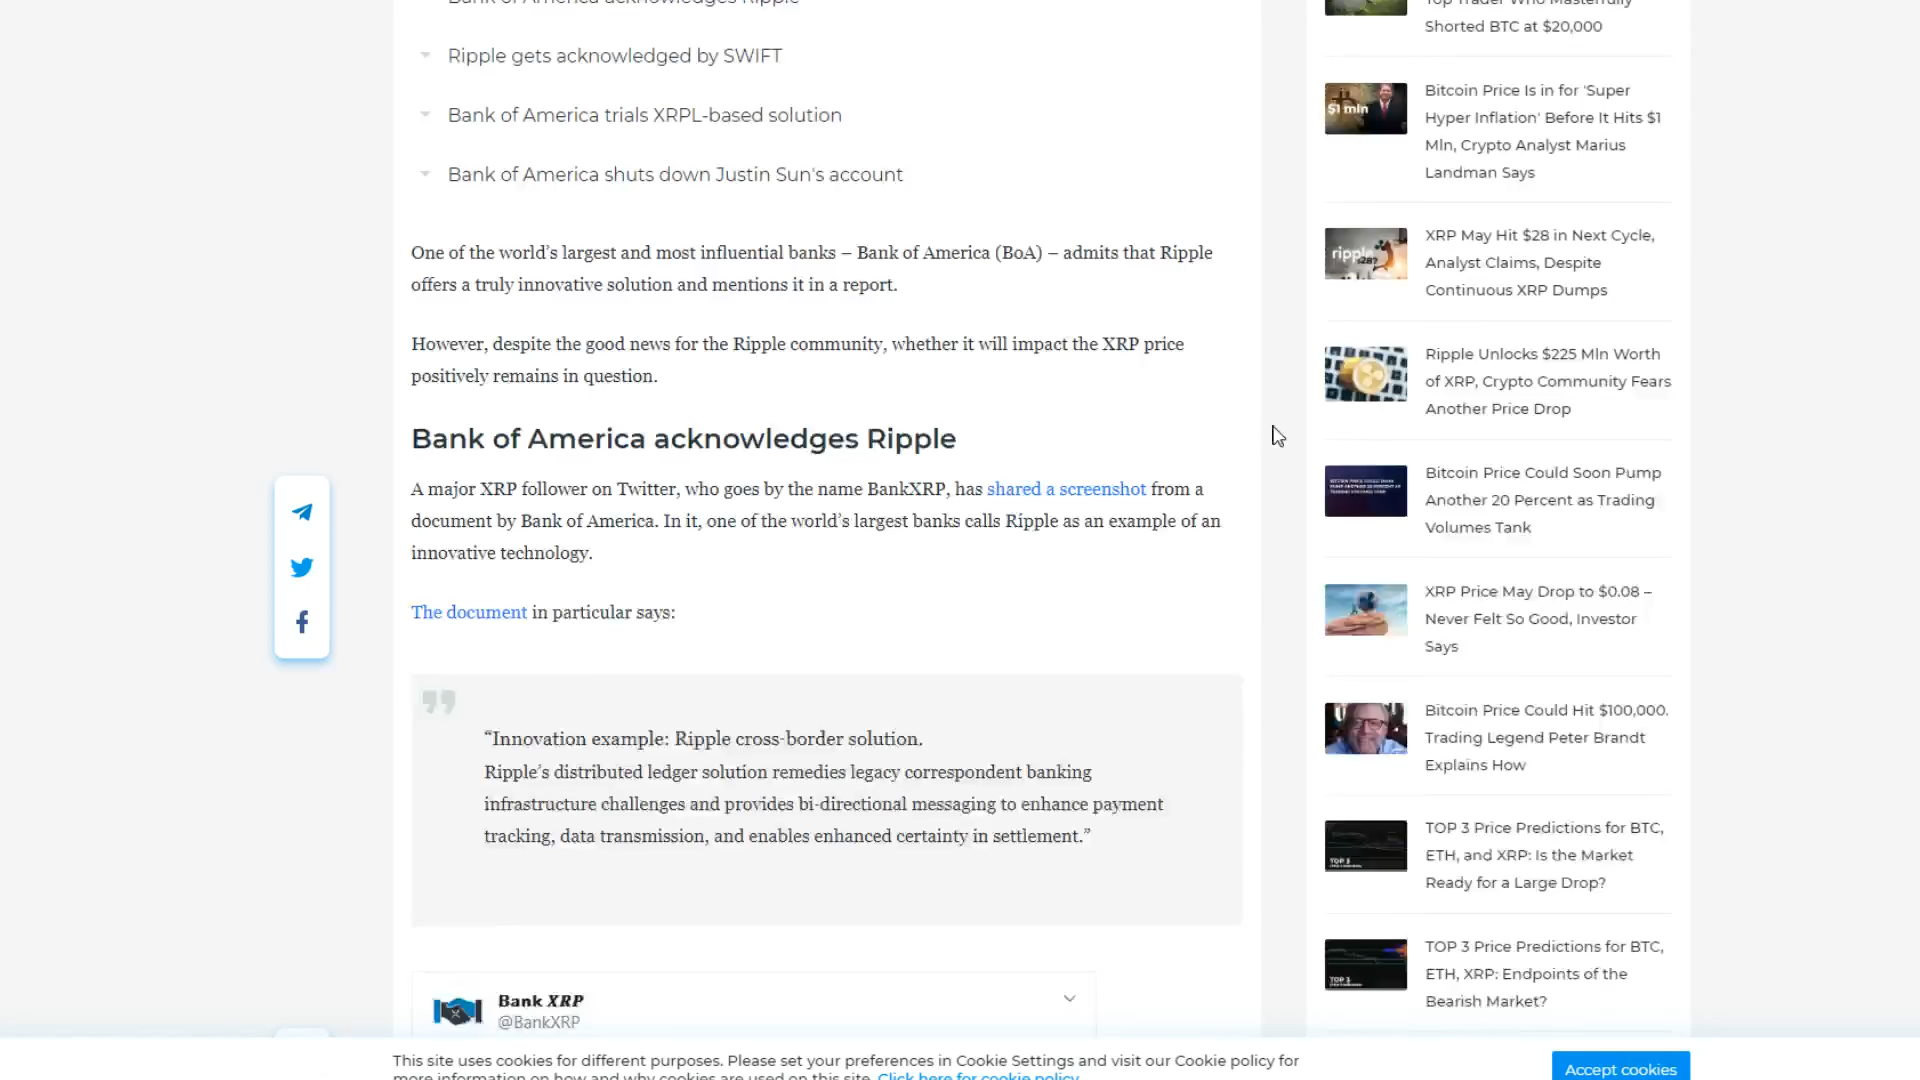 Bank of America acknowledges Ripple
Ripple gets acknowledged by SWIFT
Bank of America trials XRPL-based solution
Bank of America shuts down Justin Sun's account
One of the world’s largest and most influential banks – Bank of America (BoA) – admits that Ripple
offers a truly innovative solution and mentions it in a report.
However, despite the good news for the Ripple community, whether it will impact the XRP price
positively remains in question.
Bank of America acknowledges Ripple
A major XRP follower on Twitter, who goes by the name BankXRP, has shared a screenshot from a
document by Bank of America. In it, one of the world’s largest banks calls Ripple as an example of an
innovative technology.
The document in particular says:
“Innovation example: Ripple cross-border solution.
Ripple’s distributed ledger solution remedies legacy correspondent banking
infrastructure challenges and provides bi-directional messaging to enhance payment
tracking, data transmission, and enables enhanced certainty in settlement.”
Bank XRP
@BankXRP
Top Trader Who Masterfully
Shorted BTC at $20,000
$1 mln
Bitcoin Price Is in for 'Super
Hyper Inflation' Before It Hits $1
Mln, Crypto Analyst Marius
Landman Says
ripple
$28?
XRP May Hit $28 in Next Cycle,
Analyst Claims, Despite
Continuous XRP Dumps
Ripple Unlocks $225 Mln Worth
of XRP, Crypto Community Fears
Another Price Drop
Bitcoin Price Could Soon Pump
Another 20 Percent as Trading
Volumes Tank
XRP Price May Drop to $0.08 –
Never Felt So Good, Investor
Says
Bitcoin Price Could Hit $100,000.
Trading Legend Peter Brandt
Explains How
TOP 3
TOP 3 Price Predictions for BTC,
ETH, and XRP: Is the Market
Ready for a Large Drop?
TOP 3
TOP 3 Price Predictions for BTC,
ETH, XRP: Endpoints of the
Bearish Market?
This site uses cookies for different purposes. Please set your preferences in Cookie Settings and visit our Cookie policy for
more information on how and why cookies are used on this site. Click here for cookie policy
Accept cookies